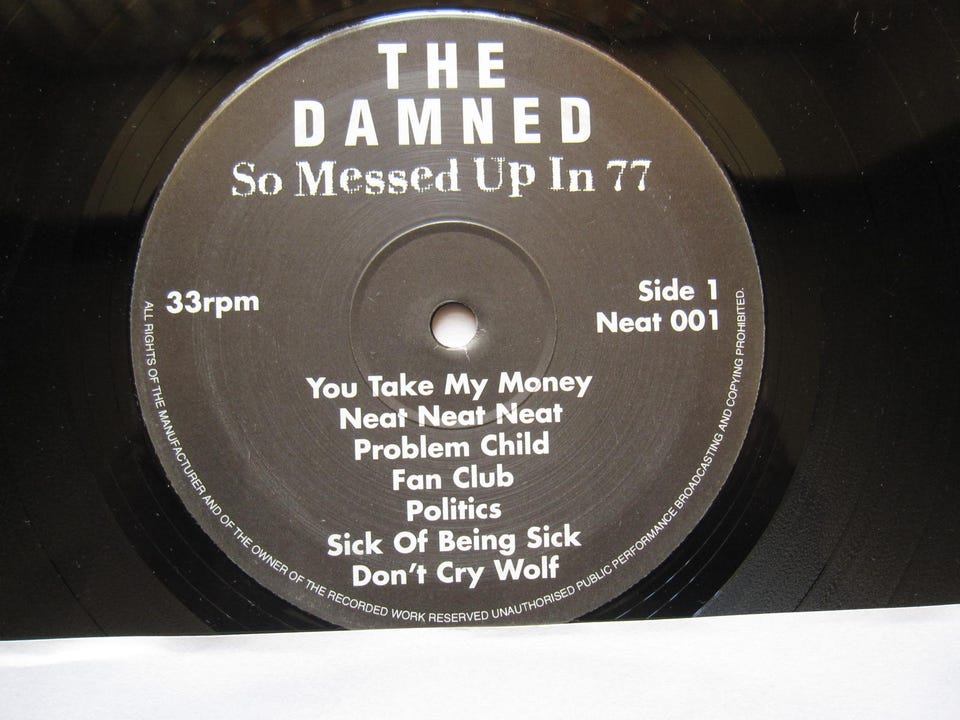 THE
DAMNED
So Messed Up In 77
33rpm
Side 1
Neat 001
You Take My Money
Neat Neat Neat
Problem Child
Fan Club
Politics
Sick Of Being Sick
Don't Cry Wolf
ALL RIGHTS OF THE MANUFACTURER AND OF THE OWNER OF THE RECORDED WORK RESERVED UNAUTHORISED PUBLIC PERFORMANCE BROADCASTING AND COPYING PROHIBITED.